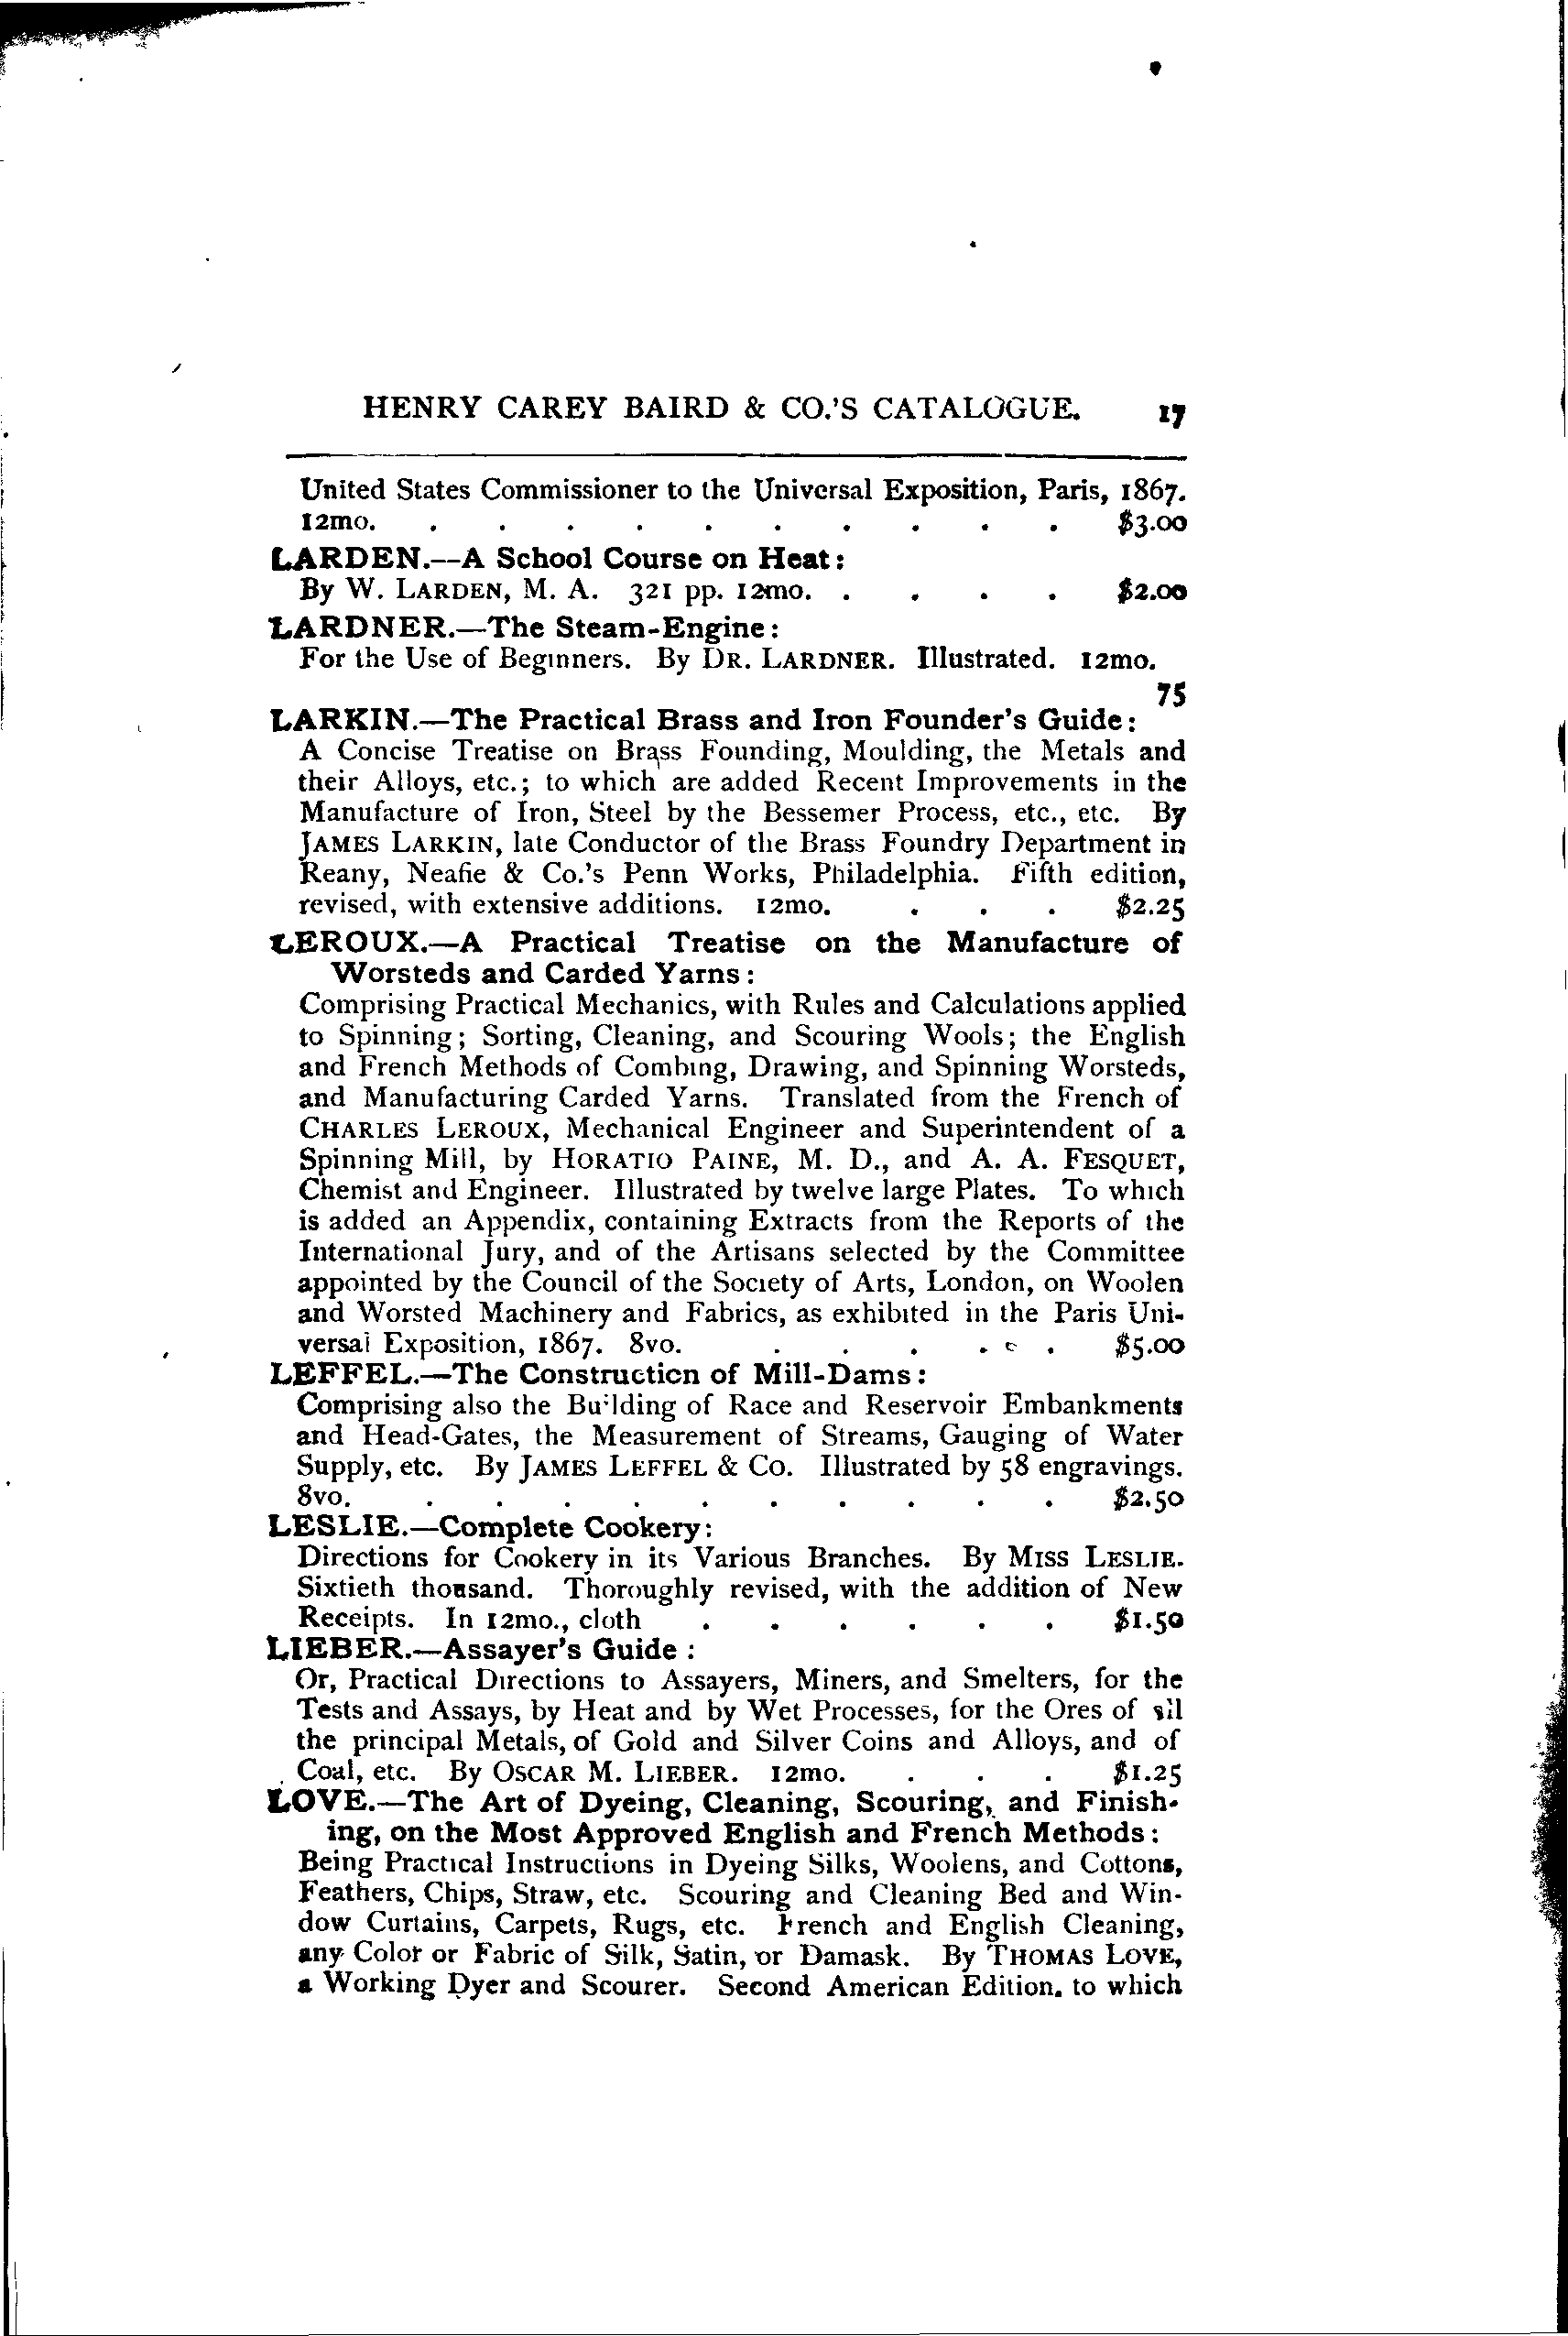 HENRY CAREY BAIRD & CO.'S CATALOGUE. 17
United States Commissioner to the Universal Exposition, Paris, 1867.
12mo. . . . . . . . . . . $3.00
LARDEN.—A School Course on Heat:
By W. LARDEN, M. A. 321 pp. 12mo. . . . . $2.00
LARDNER.—The Steam-Engine:
For the Use of Beginners. By DR. LARDNER. Illustrated. 12mo.
75
LARKIN.—The Practical Brass and Iron Founder's Guide:
A Concise Treatise on Brass Founding, Moulding, the Metals and
their Alloys, etc.; to which are added Recent Improvements in the
Manufacture of Iron, Steel by the Bessemer Process, etc., etc. By
JAMES LARKIN, late Conductor of the Brass Foundry Department in
Reany, Neafie & Co.'s Penn Works, Philadelphia. Fifth edition,
revised, with extensive additions. 12mo. . . . $2.25
LEROUX.—A Practical Treatise on the Manufacture of
Worsteds and Carded Yarns:
Comprising Practical Mechanics, with Rules and Calculations applied
to Spinning; Sorting, Cleaning, and Scouring Wools; the English
and French Methods of Combing, Drawing, and Spinning Worsteds,
and Manufacturing Carded Yarns. Translated from the French of
CHARLES LEROUX, Mechanical Engineer and Superintendent of a
Spinning Mill, by HORATIO PAINE, M. D., and A. A. FESQUET,
Chemist and Engineer. Illustrated by twelve large Plates. To which
is added an Appendix, containing Extracts from the Reports of the
International Jury, and of the Artisans selected by the Committee
appointed by the Council of the Society of Arts, London, on Woolen
and Worsted Machinery and Fabrics, as exhibited in the Paris Uni-
versal Exposition, 1867. 8vo. . . . . . $5.00
LEFFEL.—The Construction of Mill-Dams:
Comprising also the Building of Race and Reservoir Embankments
and Head-Gates, the Measurement of Streams, Gauging of Water
Supply, etc. By JAMES LEFFEL & CO. Illustrated by 58 engravings.
8vo. . . . . . . . . . . $2.50
LESLIE.—Complete Cookery:
Directions for Cookery in its Various Branches. By MISS LESLIE.
Sixtieth thousand. Thoroughly revised, with the addition of New
Receipts. In 12mo., cloth . . . . . . $1.50
LIEBER.—Assayer's Guide :
Or, Practical Directions to Assayers, Miners, and Smelters, for the
Tests and Assays, by Heat and by Wet Processes, for the Ores of all
the principal Metals, of Gold and Silver Coins and Alloys, and of
Coal, etc. By OSCAR M. LIEBER. 12mo. . . . $1.25
LOVE.—The Art of Dyeing, Cleaning, Scouring, and Finish-
ing, on the Most Approved English and French Methods:
Being Practical Instructions in Dyeing Silks, Woolens, and Cottons,
Feathers, Chips, Straw, etc. Scouring and Cleaning Bed and Win-
dow Curtains, Carpets, Rugs, etc. French and English Cleaning,
any Color or Fabric of Silk, Satin, or Damask. By THOMAS LOVE,
a Working Dyer and Scourer. Second American Edition, to which